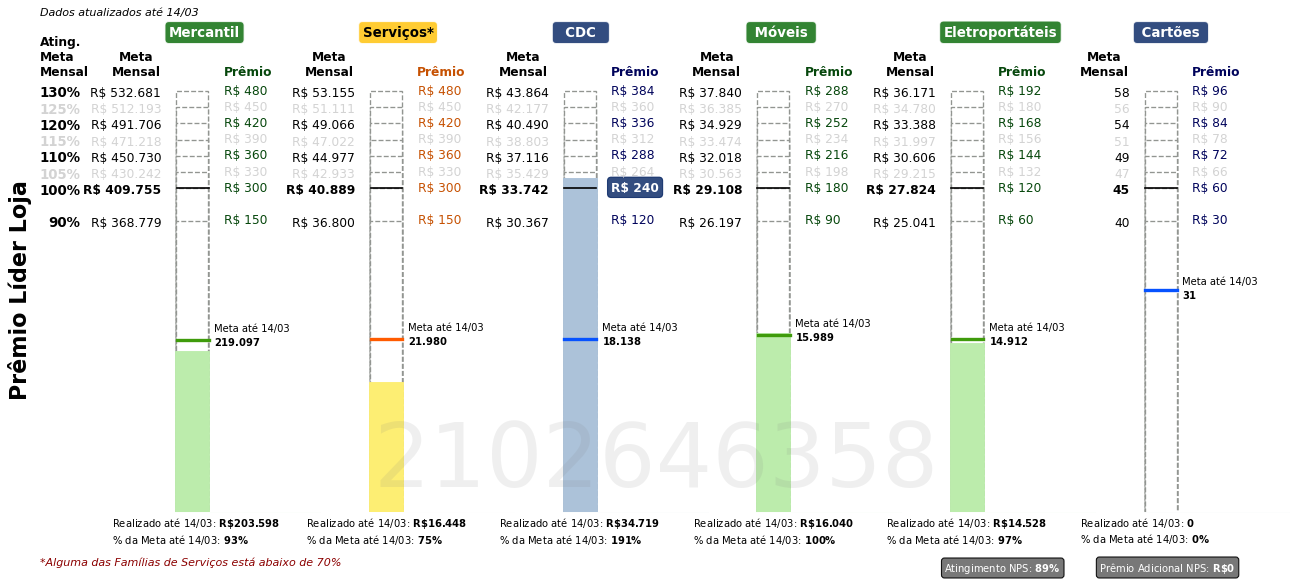 Dados atualizados até 14/03
Mercantil Serviços* CDC Móveis Eletroportáteis Cartões
Ating.
Meta Meta Meta Meta Meta Meta Meta
Mensal Mensal Prêmio Mensal Prêmio Mensal Prêmio Mensal Prêmio Mensal Prêmio Mensal Prêmio
130% R$ 532.681 R$ 480 R$ 53.155 R$ 480 R$ 43.864 R$ 384 R$ 37.840 R$ 288 R$ 36.171 R$ 192 58 R$ 96
125% R$ 512.193 R$ 450 R$ 51.111 R$ 450 R$ 42.177 R$ 360 R$ 36.385 R$ 270 R$ 34.780 R$ 180 56 R$ 90
120% R$ 491.706 R$ 420 R$ 49.066 R$ 420 R$ 40.490 R$ 336 R$ 34.929 R$ 252 R$ 33.388 R$ 168 54 R$ 84
115% R$ 471.218 R$ 390 R$ 47.022 R$ 390 R$ 38.803 R$ 312 R$ 33.474 R$ 234 R$ 31.997 R$ 156 51 R$ 78
110% R$ 450.730 R$ 360 R$ 44.977 R$ 360 R$ 37.116 R$ 288 R$ 32.018 R$ 216 R$ 30.606 R$ 144 49 R$ 72
105% R$ 430.242 R$ 330 R$ 42.933 R$ 330 R$ 35.429 R$ 264 R$ 30.563 R$ 198 R$ 29.215 R$ 132 47 R$ 66
100% R$ 409.755 R$ 300 R$ 40.889 R$ 300 R$ 33.742 R$ 240 R$ 29.108 R$ 180 R$ 27.824 R$ 120 45 R$ 60
90% R$ 368.779 R$ 150 R$ 36.800 R$ 150 R$ 30.367 R$ 120 R$ 26.197 R$ 90 R$ 25.041 R$ 60 40 R$ 30
Prêmio Líder Loja
Meta até 14/03 Meta até 14/03 Meta até 14/03 Meta até 14/03 Meta até 14/03 Meta até 14/03
219.097 21.980 18.138 15.989 14.912 31
2102646358
Realizado até 14/03: R$203.598 Realizado até 14/03: R$16.448 Realizado até 14/03: R$34.719 Realizado até 14/03: R$16.040 Realizado até 14/03: R$14.528 Realizado até 14/03: 0
% da Meta até 14/03: 93% % da Meta até 14/03: 75% % da Meta até 14/03: 191% % da Meta até 14/03: 100% % da Meta até 14/03: 97% % da Meta até 14/03: 0%
*Alguma das Famílias de Serviços está abaixo de 70%
Atingimento NPS: 89% Prêmio Adicional NPS: R$0